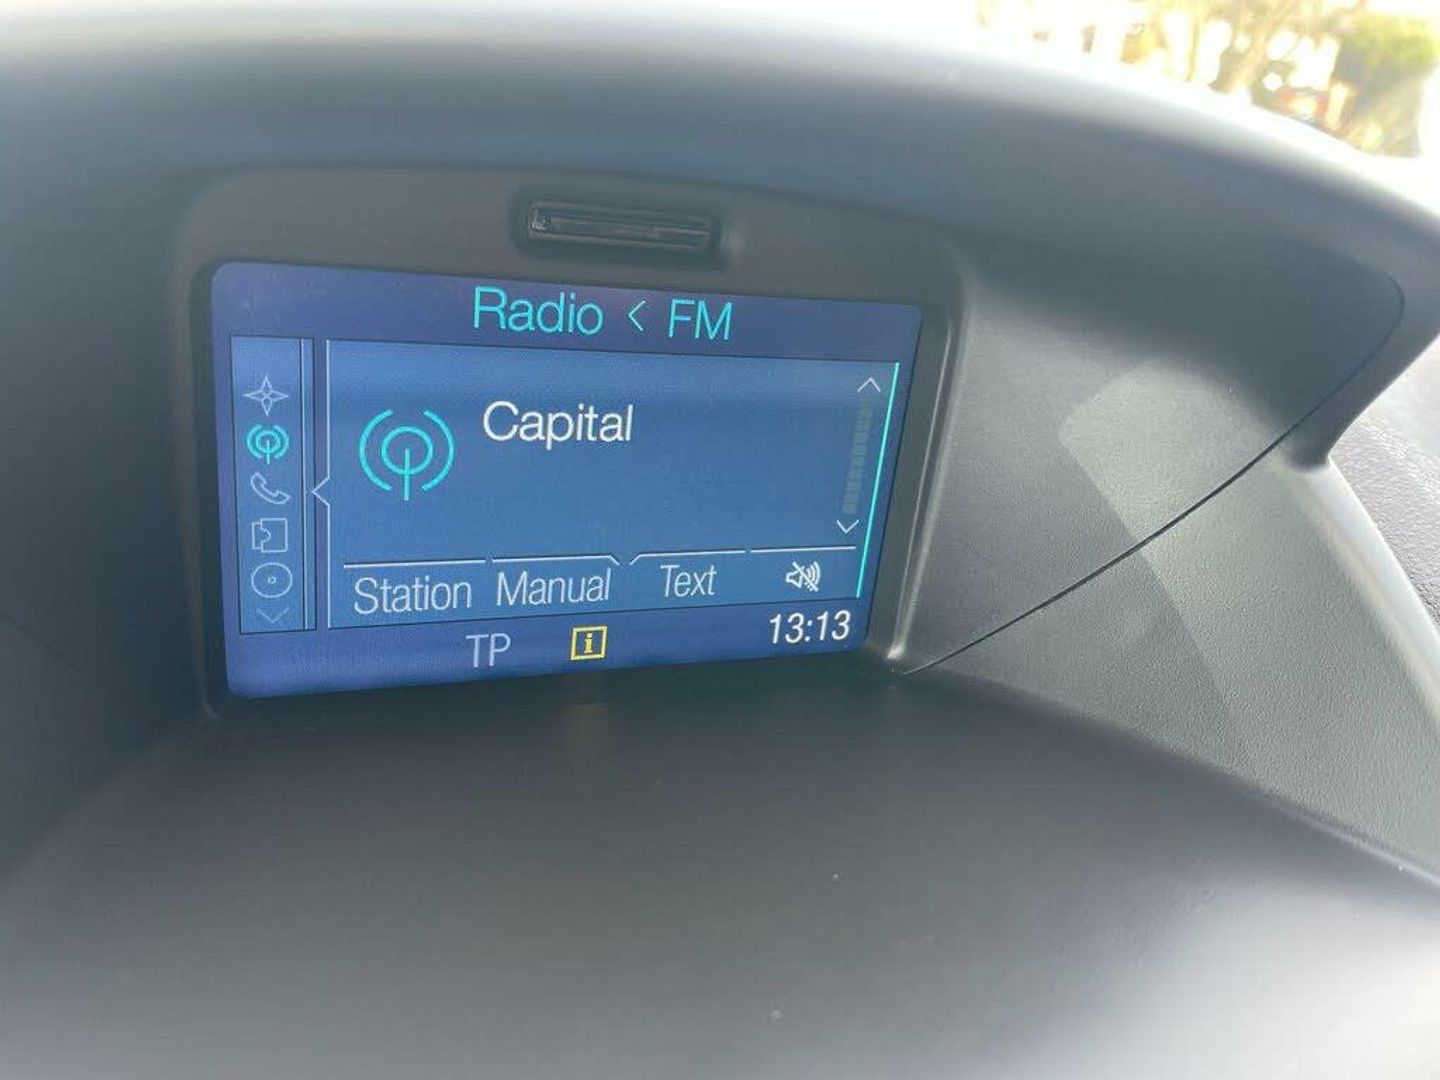 Radio < FM
Capital
Station Manual Text
TP i 13:13